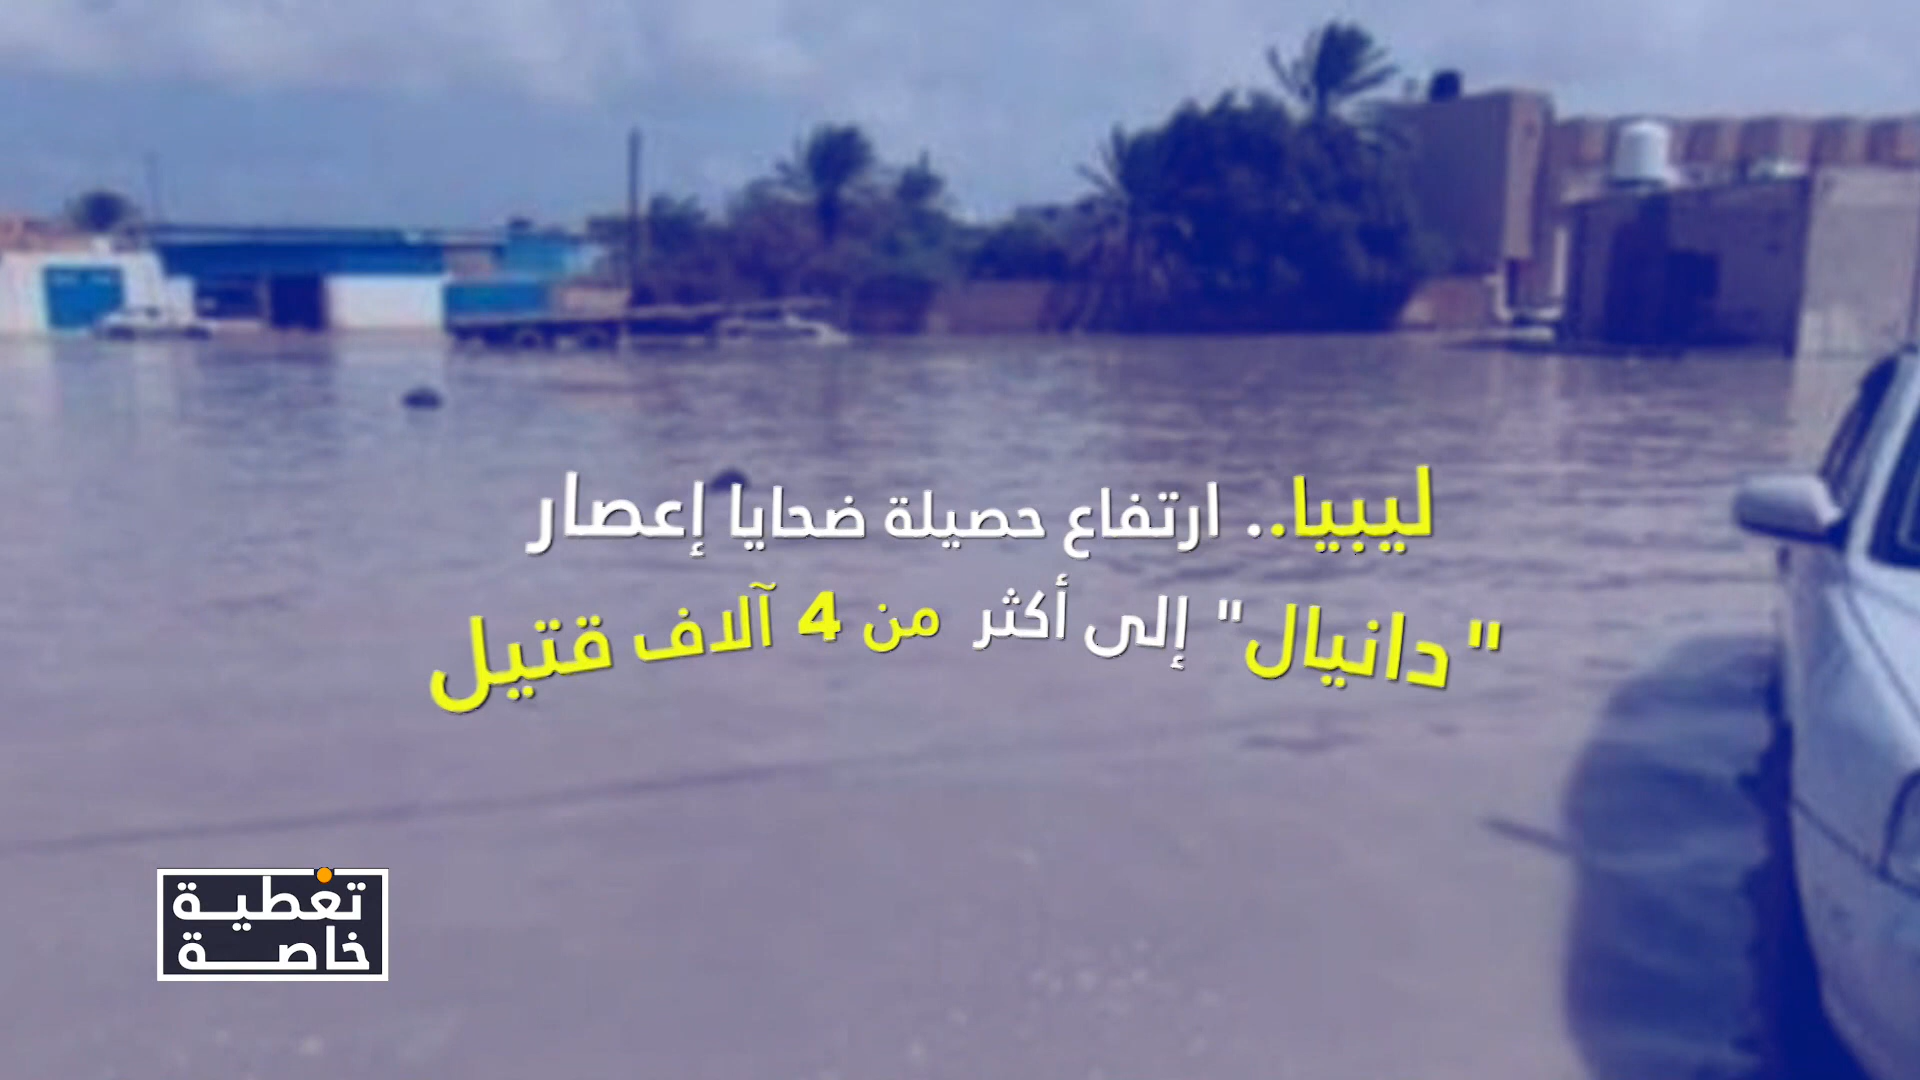 ليبيا.. ارتفاع حصيلة ضحايا إعصار
"دانيال" إلى أكثر من 4 آلاف قتيل
تغطية
خاصة